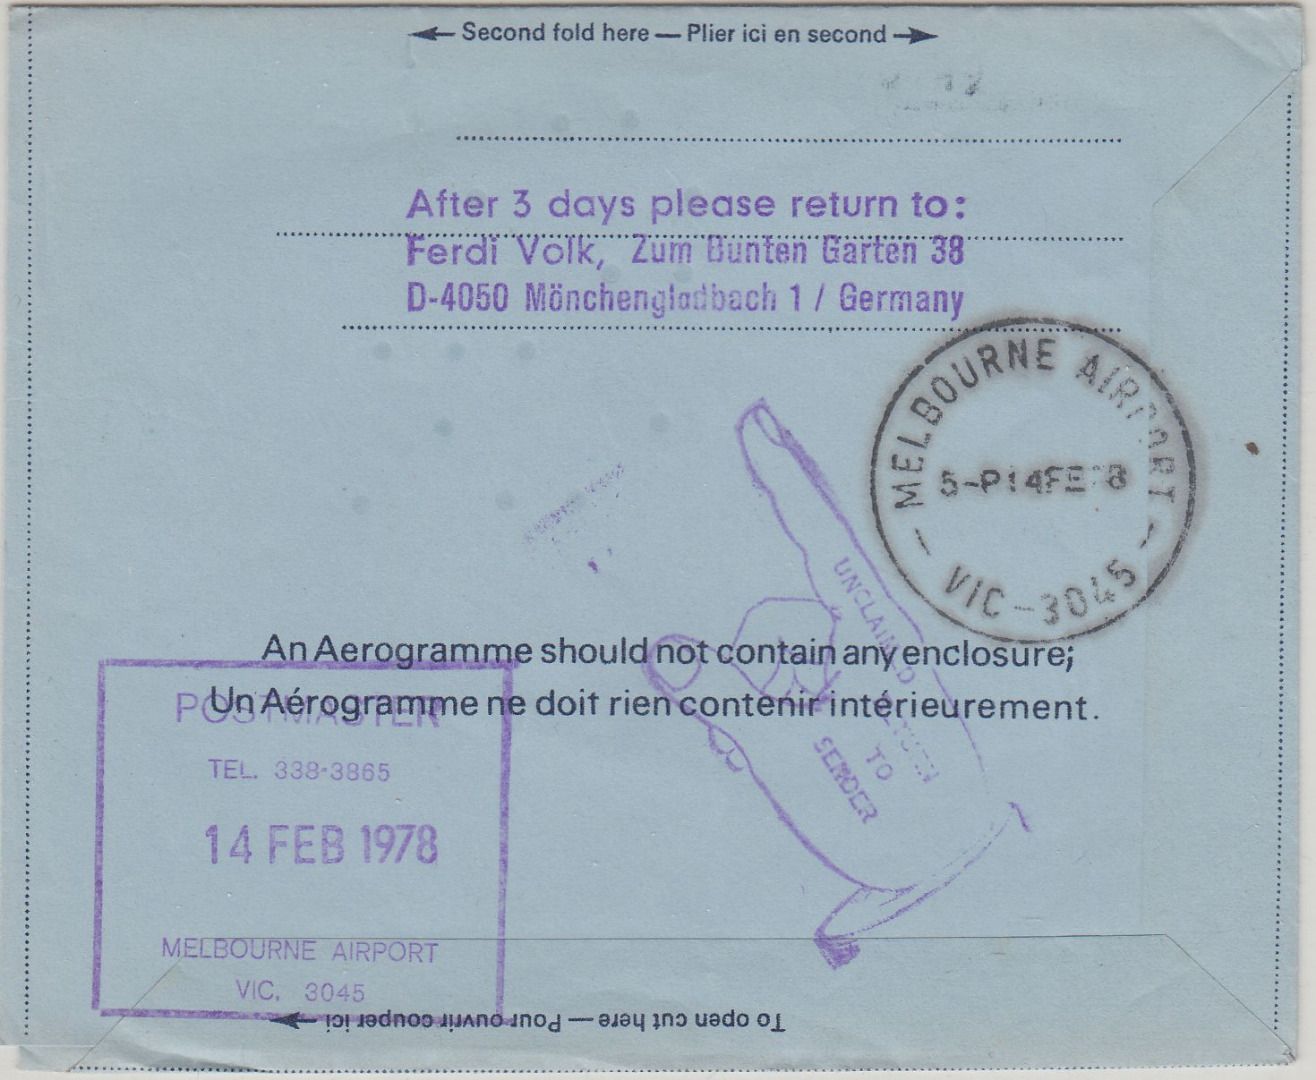 Second fold here — Plier ici en second
After 3 days please return to:
Ferdi Volk, Zum Bunten Garten 38
D-4050 Mönchengladbach 1 / Germany
MELBOURNE AIRPORT
5-P14FE 8
VIC-3045
UNCLAIMED
TO
SENDER
An Aerogramme should not contain any enclosure;
Un Aérogramme ne doit rien contenir intérieurement.
POSTMASTER
TEL. 338-3865
14 FEB 1978
MELBOURNE AIRPORT
VIC. 3045
To open cut here — Pour ouvrir couper ici